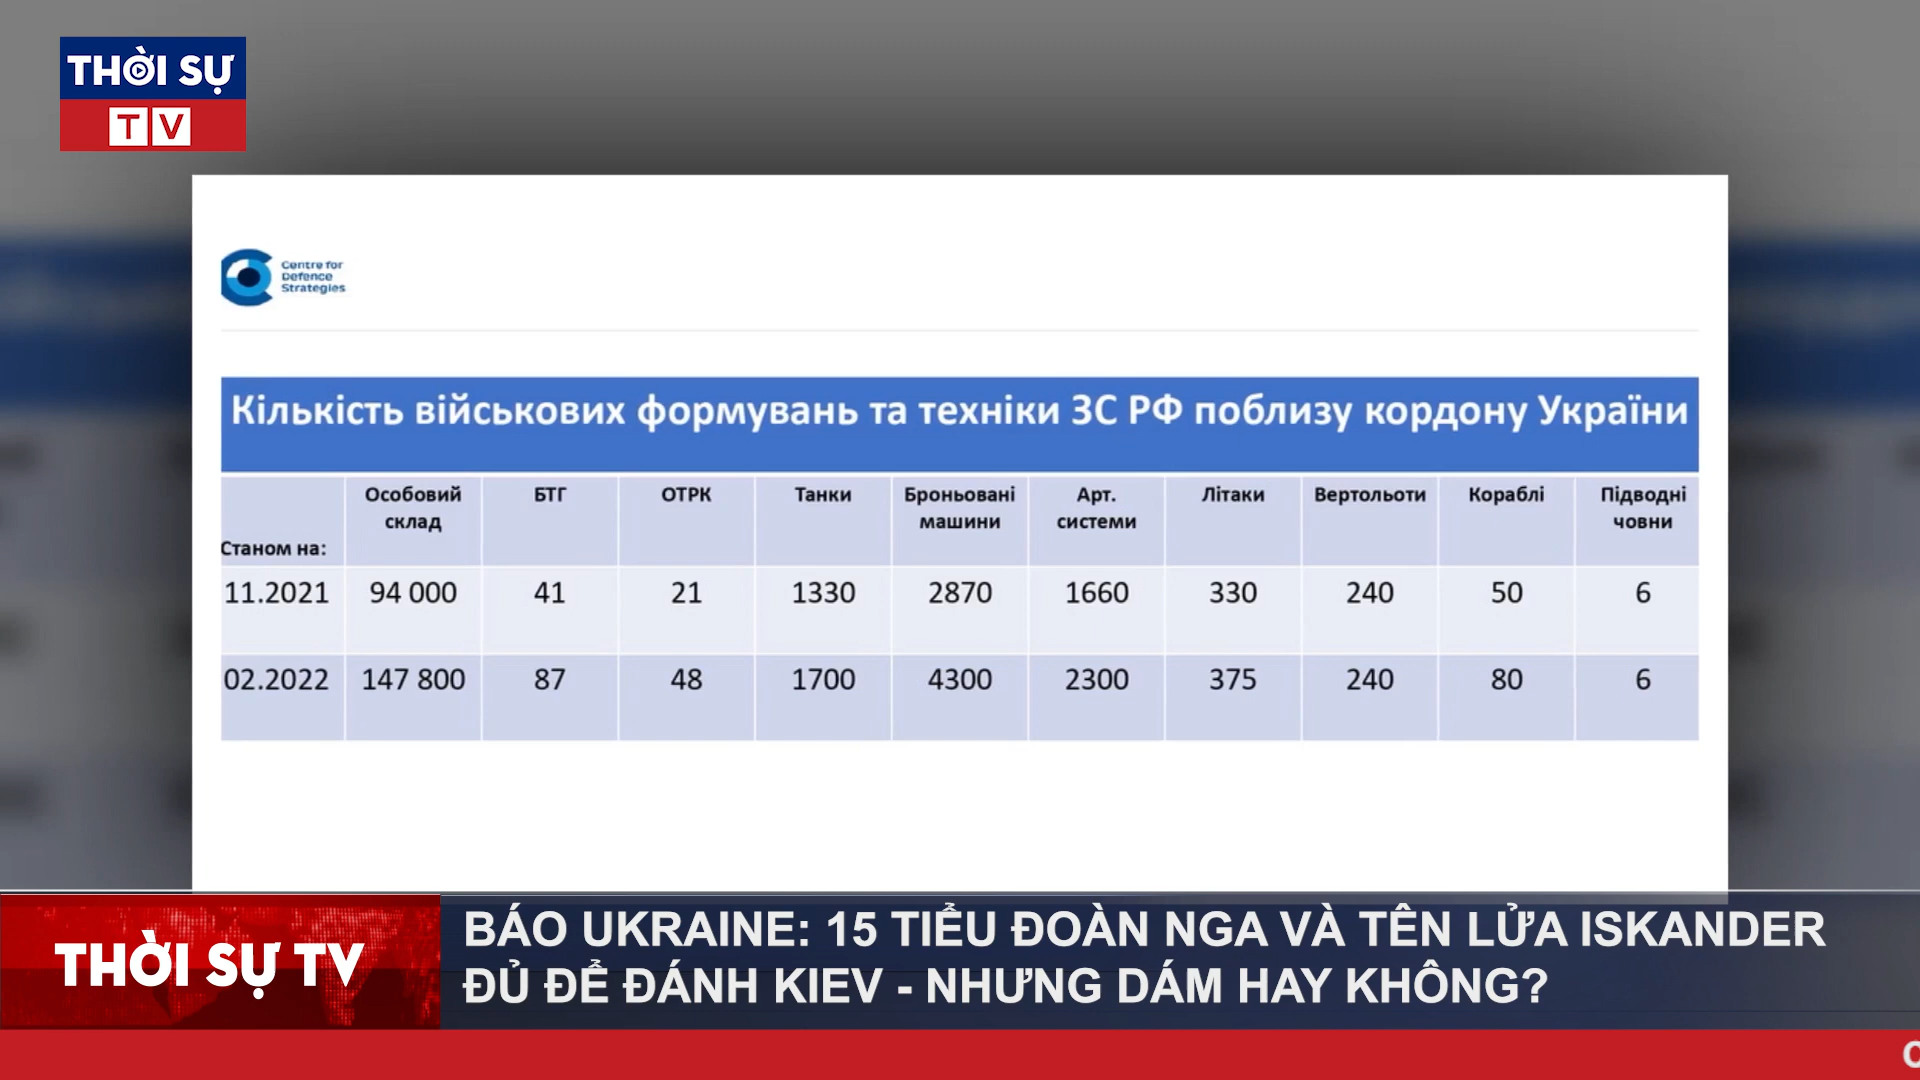 THỜI SỰ
TV
Centre for
Defence
Strategies
Кількість військових формувань та техніки ЗС РФ поблизу кордону України
Станом на: Особовий склад БТГ ОТРК Танки Броньовані машини Арт. системи Літаки Вертольоти Кораблі Підводні човни
11.2021 94 000 41 21 1330 2870 1660 330 240 50 6
02.2022 147 800 87 48 1700 4300 2300 375 240 80 6
THỜI SỰ TV
BÁO UKRAINE: 15 TIỂU ĐOÀN NGA VÀ TÊN LỬA ISKANDER
ĐỦ ĐỂ ĐÁNH KIEV - NHƯNG DÁM HAY KHÔNG?